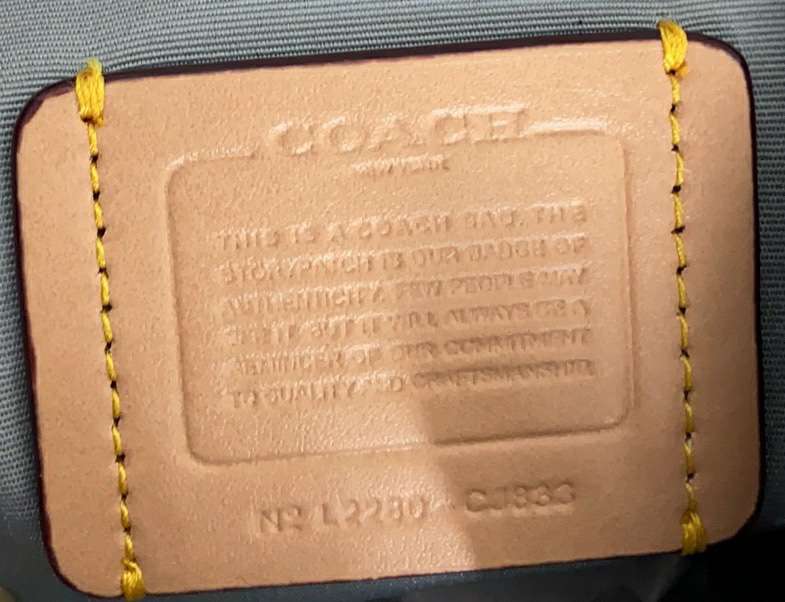 COACH
NEW YORK
THIS IS A COACH BAG. THE
STORYPATCH IS OUR BADGE OF
AUTHENTICITY. FEW PEOPLE MAY
SEE IT BUT IT WILL ALWAYS BE A
REMINDER OF OUR COMMITMENT
TO QUALITY AND CRAFTSMANSHIP.
Nº L2280 - CJ833